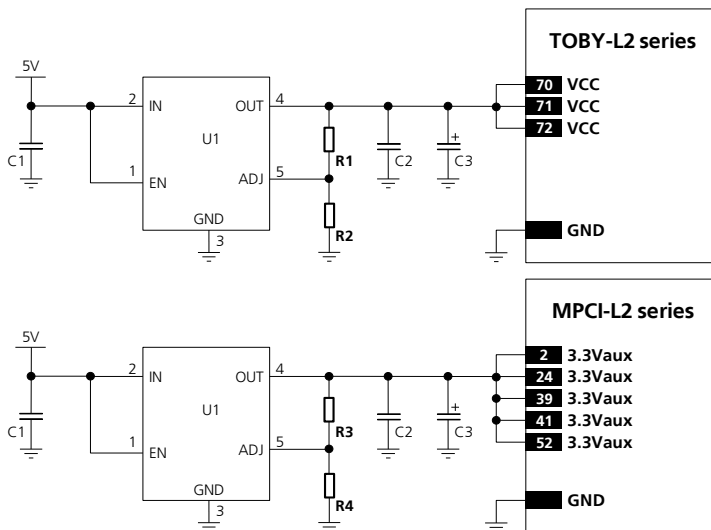 TOBY-L2 series
5V
70 VCC
2 IN OUT 4
71 VCC
72 VCC
C1 U1 R1 C2 + C3
1 EN ADJ 5
GND R2
3
GND
MPCI-L2 series
5V
2 3.3Vaux
2 IN OUT 4
24 3.3Vaux
39 3.3Vaux
C1 U1 R3 C2 + C3
41 3.3Vaux
1 EN ADJ 5
52 3.3Vaux
GND R4
3
GND